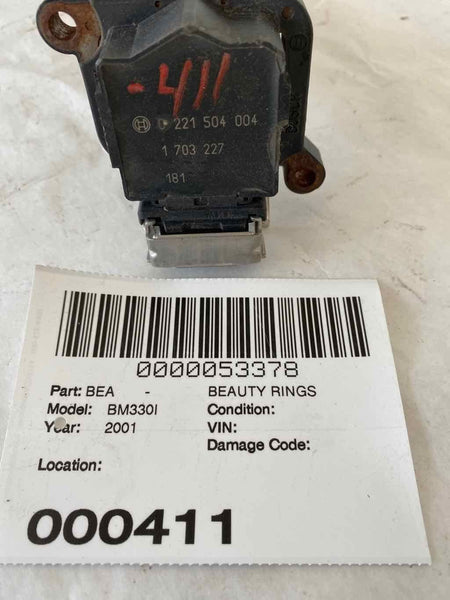 -411
0 221 504 004
1 703 227
181
0000053378
Part: BEA - BEAUTY RINGS
Model: BM330I Condition:
Year: 2001 VIN:
Damage Code:
Location:
000411